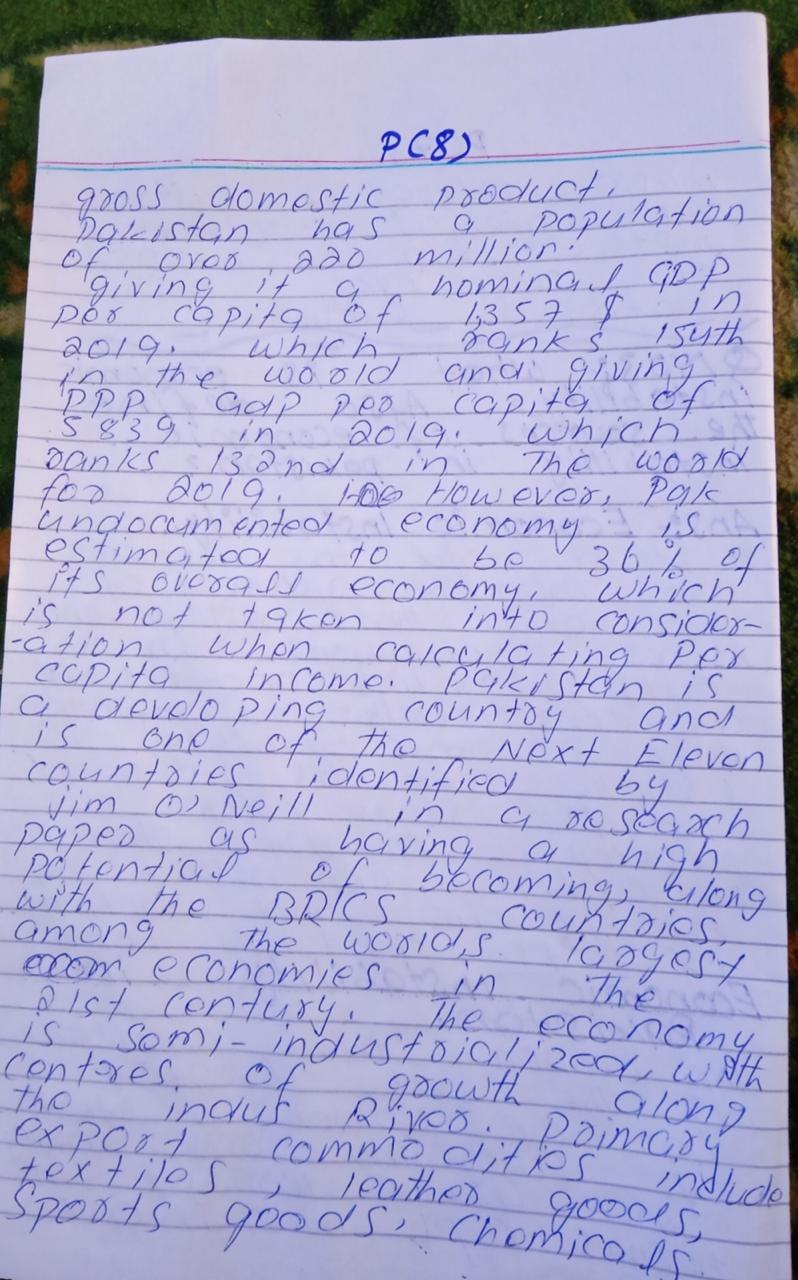 P(8)
gross domestic product.
Pakistan has a population
of over 220 million.
giving it a nominal GDP
per capita of 1,357 $ in
2019. which ranks 154th
in the world and giving
PPP GDP per capita of
5839 in 2019. which
ranks 132nd in the world
for 2019. However, Pak
undocumented economy is
estimated to be 36% of
its overall economy, which
is not taken into consider-
-ation when calculating per
capita income. Pakistan is
a developing country and
is one of the Next Eleven
countries identified by
Jim O, Neill in a research
paper as having a high
potential of becoming, along
with the BRICS countries,
among the world,s largest
economies in the
21st century. The economy
is semi-industrialized, with
centres of growth along
the indus River. Primary
export commodities include
textiles, leather goods,
Sports goods, Chemicals